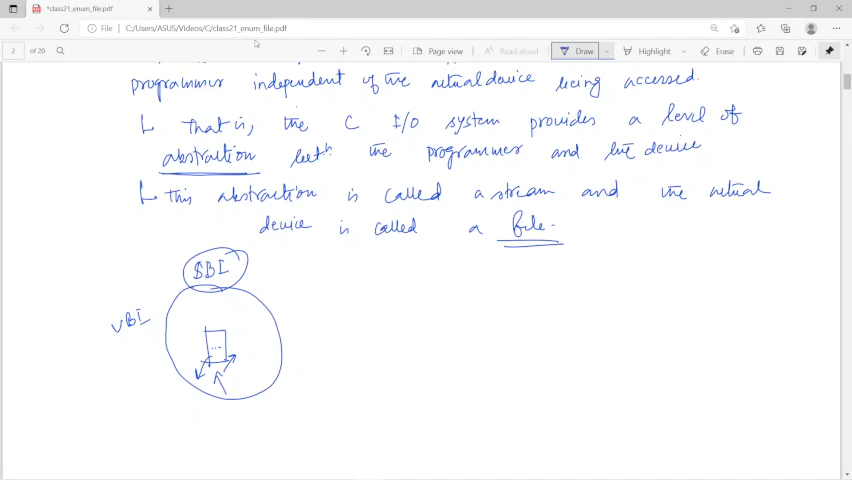 *class21_enum_file.pdf
File
C:/Users/ASUS/Videos/C/class21_enum_file.pdf
2 of 20
Page view
Read aloud
Draw
Highlight
Erase
programmer independent of the actual device being accessed.
That is, the C I/O system provides a level of
abstraction betⁿ the programmer and the device
This abstraction is called a stream and the actual
device is called a file.
SBI
VBI
...